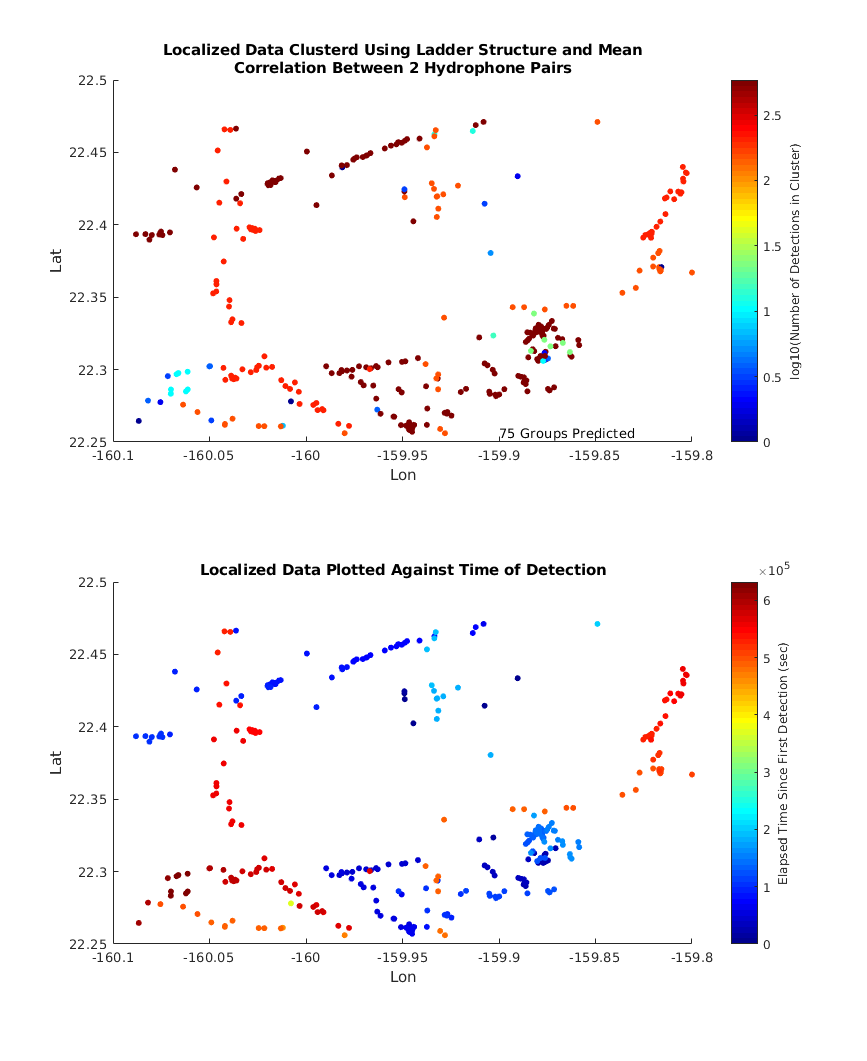 Localized Data Clusterd Using Ladder Structure and Mean
Correlation Between 2 Hydrophone Pairs
22.5
22.45
22.4
22.35
22.3
22.25
Lat
-160.1 -160.05 -160 -159.95 -159.9 -159.85 -159.8
Lon
75 Groups Predicted
2.5
2
1.5
1
0.5
0
log10(Number of Detections in Cluster)
Localized Data Plotted Against Time of Detection
22.5
22.45
22.4
22.35
22.3
22.25
Lat
-160.1 -160.05 -160 -159.95 -159.9 -159.85 -159.8
Lon
×10⁵
6
5
4
3
2
1
0
Elapsed Time Since First Detection (sec)